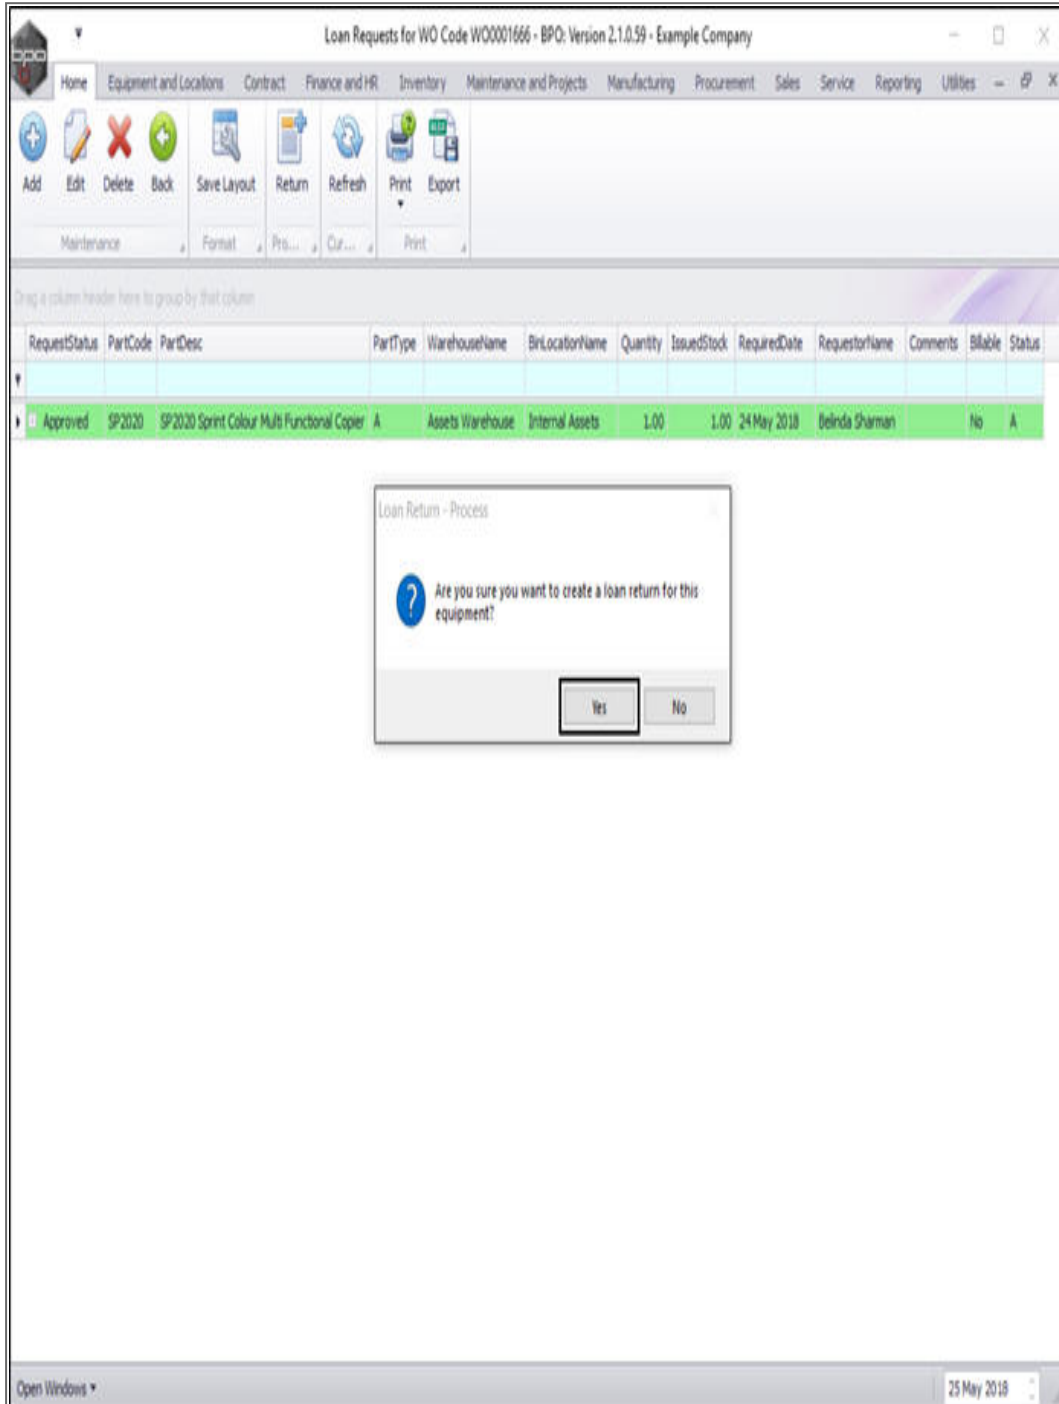 Loan Requests for WO Code WO0001666 - BPO: Version 2.1.0.59 - Example Company
bpo
Home Equipment and Locations Contract Finance and HR Inventory Maintenance and Projects Manufacturing Procurement Sales Service Reporting Utilities
Add Edit Delete Back Save Layout Return Refresh Print Export
Maintenance Format Pro... Cur... Print
Drag a column header here to group by that column
RequestStatus PartCode PartDesc PartType WarehouseName BinLocationName Quantity IssuedStock RequiredDate RequestorName Comments Billable Status
Approved SP2020 SP2020 Sprint Colour Multi Functional Copier A Assets Warehouse Internal Assets 1.00 1.00 24 May 2018 Belinda Sharman No A
Loan Return - Process
Are you sure you want to create a loan return for this
equipment?
Yes No
Open Windows 25 May 2018